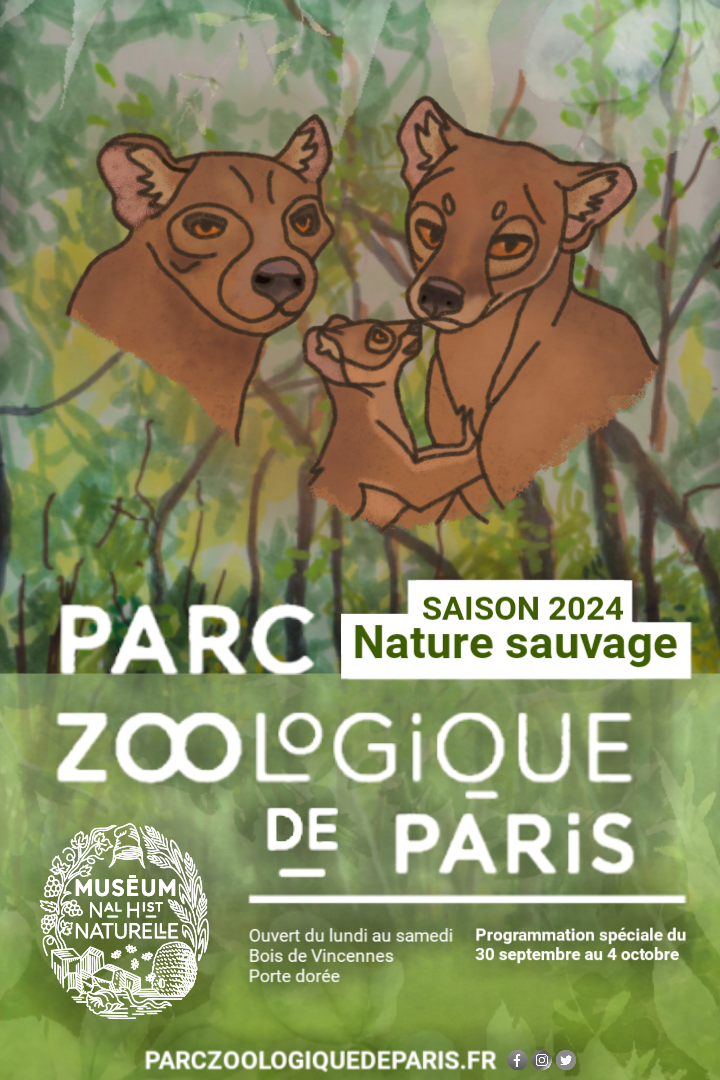 SAISON 2024
Nature sauvage
PARC
ZOOLOGiQUE
DE PARiS
MUSĒUM
NAL HIST
NATURELLE
Ouvert du lundi au samedi
Bois de Vincennes
Porte dorée
Programmation spéciale du
30 septembre au 4 octobre
PARCZOOLOGIQUEDEPARIS.FR